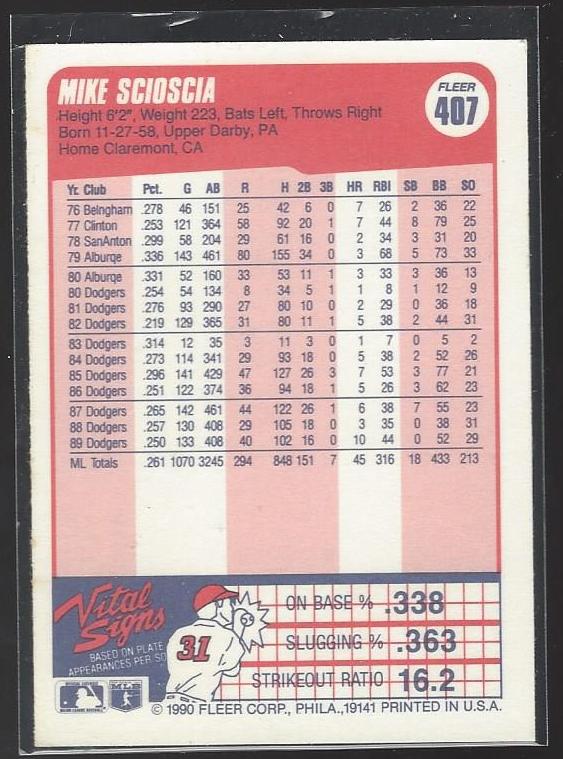 MIKE SCIOSCIA
FLEER
407
Height 6'2", Weight 223, Bats Left, Throws Right
Born 11-27-58, Upper Darby, PA
Home Claremont, CA
Yr. Club Pct. G AB R H 2B 3B HR RBI SB BB SO
76 Belngham .278 46 151 25 42 6 0 7 26 2 36 22
77 Clinton .253 121 364 58 92 20 1 7 44 8 79 25
78 SanAnton .299 58 204 29 61 16 0 2 34 3 31 20
79 Alburqe .336 143 461 80 155 34 0 3 68 5 73 33
80 Alburqe .331 52 160 33 53 11 1 3 33 3 36 13
80 Dodgers .254 54 134 8 34 5 1 1 8 1 12 9
81 Dodgers .276 93 290 27 80 10 0 2 29 0 36 18
82 Dodgers .219 129 365 31 80 11 1 5 38 2 44 31
83 Dodgers .314 12 35 3 11 3 0 1 7 0 5 2
84 Dodgers .273 114 341 29 93 18 0 5 38 2 52 26
85 Dodgers .296 141 429 47 127 26 3 7 53 3 77 21
86 Dodgers .251 122 374 36 94 18 1 5 26 3 62 23
87 Dodgers .265 142 461 44 122 26 1 6 38 7 55 23
88 Dodgers .257 130 408 29 105 18 0 3 35 0 38 31
89 Dodgers .250 133 408 40 102 16 0 10 44 0 52 29
ML Totals .261 1070 3245 294 848 151 7 45 316 18 433 213
Vital
Signs
BASED ON PLATE
APPEARANCES PER SO
31
ON BASE % .338
SLUGGING % .363
STRIKEOUT RATIO 16.2
© 1990 FLEER CORP., PHILA.,19141 PRINTED IN U.S.A.